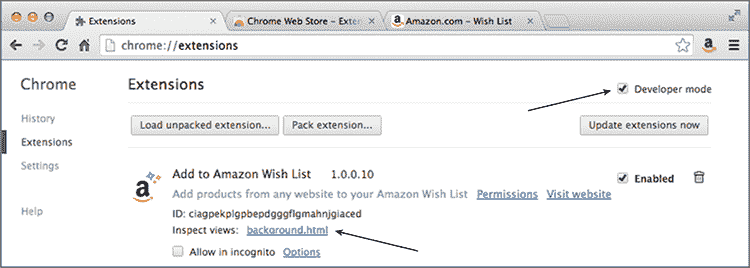 Extensions
Chrome Web Store – Exten
Amazon.com – Wish List
chrome://extensions
Chrome
Extensions
Developer mode
History
Extensions
Settings
Help
Load unpacked extension...
Pack extension...
Update extensions now
Add to Amazon Wish List 1.0.0.10
Enabled
Add products from any website to your Amazon Wish List Permissions Visit website
ID: ciagpekplgpbepdgggflgmahnjgiaced
Inspect views: background.html
Allow in incognito Options